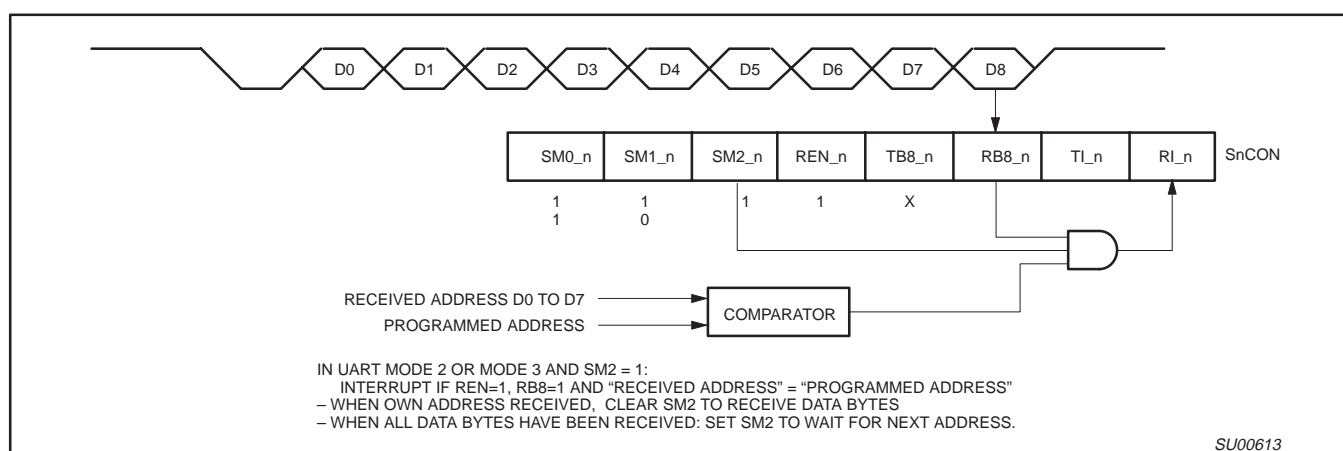 D0 D1 D2 D3 D4 D5 D6 D7 D8
SM0_n SM1_n SM2_n REN_n TB8_n RB8_n TI_n RI_n SnCON
1 1 1 1 X
1 0
RECEIVED ADDRESS D0 TO D7
COMPARATOR
PROGRAMMED ADDRESS
IN UART MODE 2 OR MODE 3 AND SM2 = 1:
INTERRUPT IF REN=1, RB8=1 AND “RECEIVED ADDRESS” = “PROGRAMMED ADDRESS”
– WHEN OWN ADDRESS RECEIVED, CLEAR SM2 TO RECEIVE DATA BYTES
– WHEN ALL DATA BYTES HAVE BEEN RECEIVED: SET SM2 TO WAIT FOR NEXT ADDRESS.
SU00613